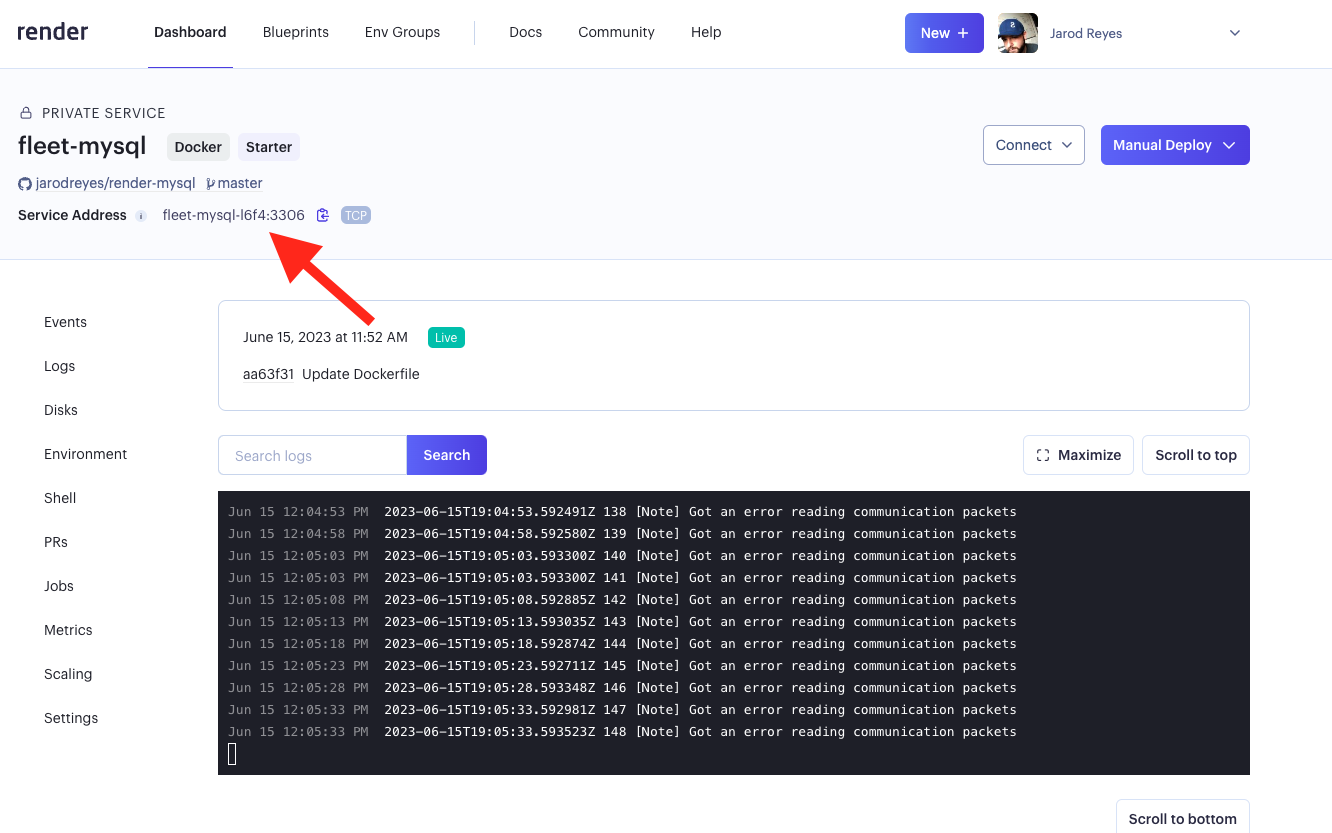 render Dashboard Blueprints Env Groups Docs Community Help New + Jarod Reyes
PRIVATE SERVICE
fleet-mysql Docker Starter Connect Manual Deploy
jarodreyes/render-mysql master
Service Address i fleet-mysql-l6f4:3306 TCP
Events
Logs
Disks
Environment
Shell
PRs
Jobs
Metrics
Scaling
Settings
June 15, 2023 at 11:52 AM Live
aa63f31 Update Dockerfile
Search logs Search Maximize Scroll to top
Jun 15 12:04:53 PM 2023-06-15T19:04:53.592491Z 138 [Note] Got an error reading communication packets
Jun 15 12:04:58 PM 2023-06-15T19:04:58.592580Z 139 [Note] Got an error reading communication packets
Jun 15 12:05:03 PM 2023-06-15T19:05:03.593300Z 140 [Note] Got an error reading communication packets
Jun 15 12:05:03 PM 2023-06-15T19:05:03.593300Z 141 [Note] Got an error reading communication packets
Jun 15 12:05:08 PM 2023-06-15T19:05:08.592885Z 142 [Note] Got an error reading communication packets
Jun 15 12:05:13 PM 2023-06-15T19:05:13.593035Z 143 [Note] Got an error reading communication packets
Jun 15 12:05:18 PM 2023-06-15T19:05:18.592874Z 144 [Note] Got an error reading communication packets
Jun 15 12:05:23 PM 2023-06-15T19:05:23.592711Z 145 [Note] Got an error reading communication packets
Jun 15 12:05:28 PM 2023-06-15T19:05:28.593348Z 146 [Note] Got an error reading communication packets
Jun 15 12:05:33 PM 2023-06-15T19:05:33.592981Z 147 [Note] Got an error reading communication packets
Jun 15 12:05:33 PM 2023-06-15T19:05:33.593523Z 148 [Note] Got an error reading communication packets
Scroll to bottom